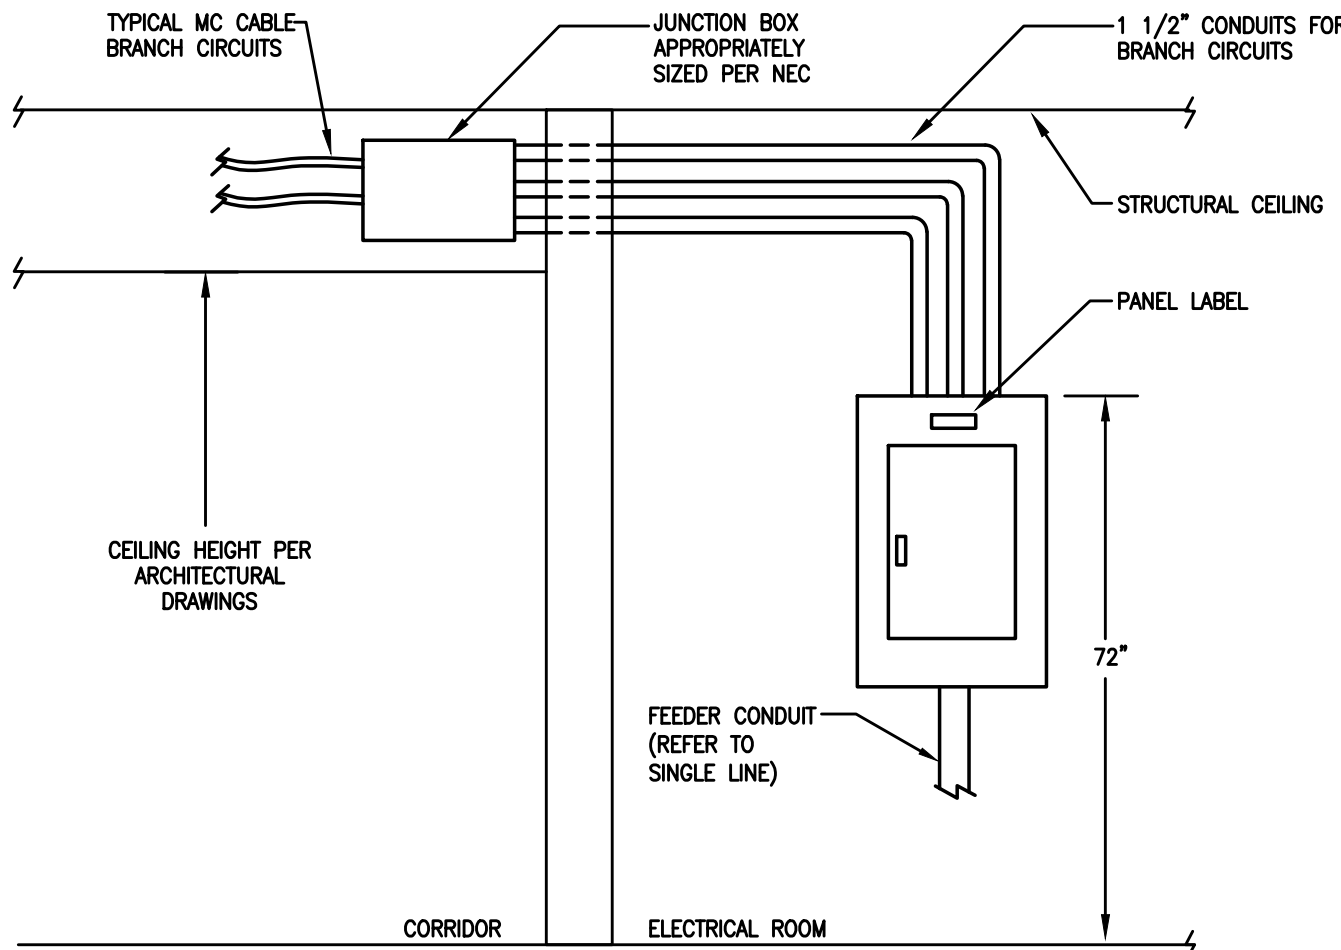 TYPICAL MC CABLE
BRANCH CIRCUITS
JUNCTION BOX
APPROPRIATELY
SIZED PER NEC
1 1/2" CONDUITS FOR
BRANCH CIRCUITS
STRUCTURAL CEILING
PANEL LABEL
CEILING HEIGHT PER
ARCHITECTURAL
DRAWINGS
72"
FEEDER CONDUIT
(REFER TO
SINGLE LINE)
CORRIDOR
ELECTRICAL ROOM